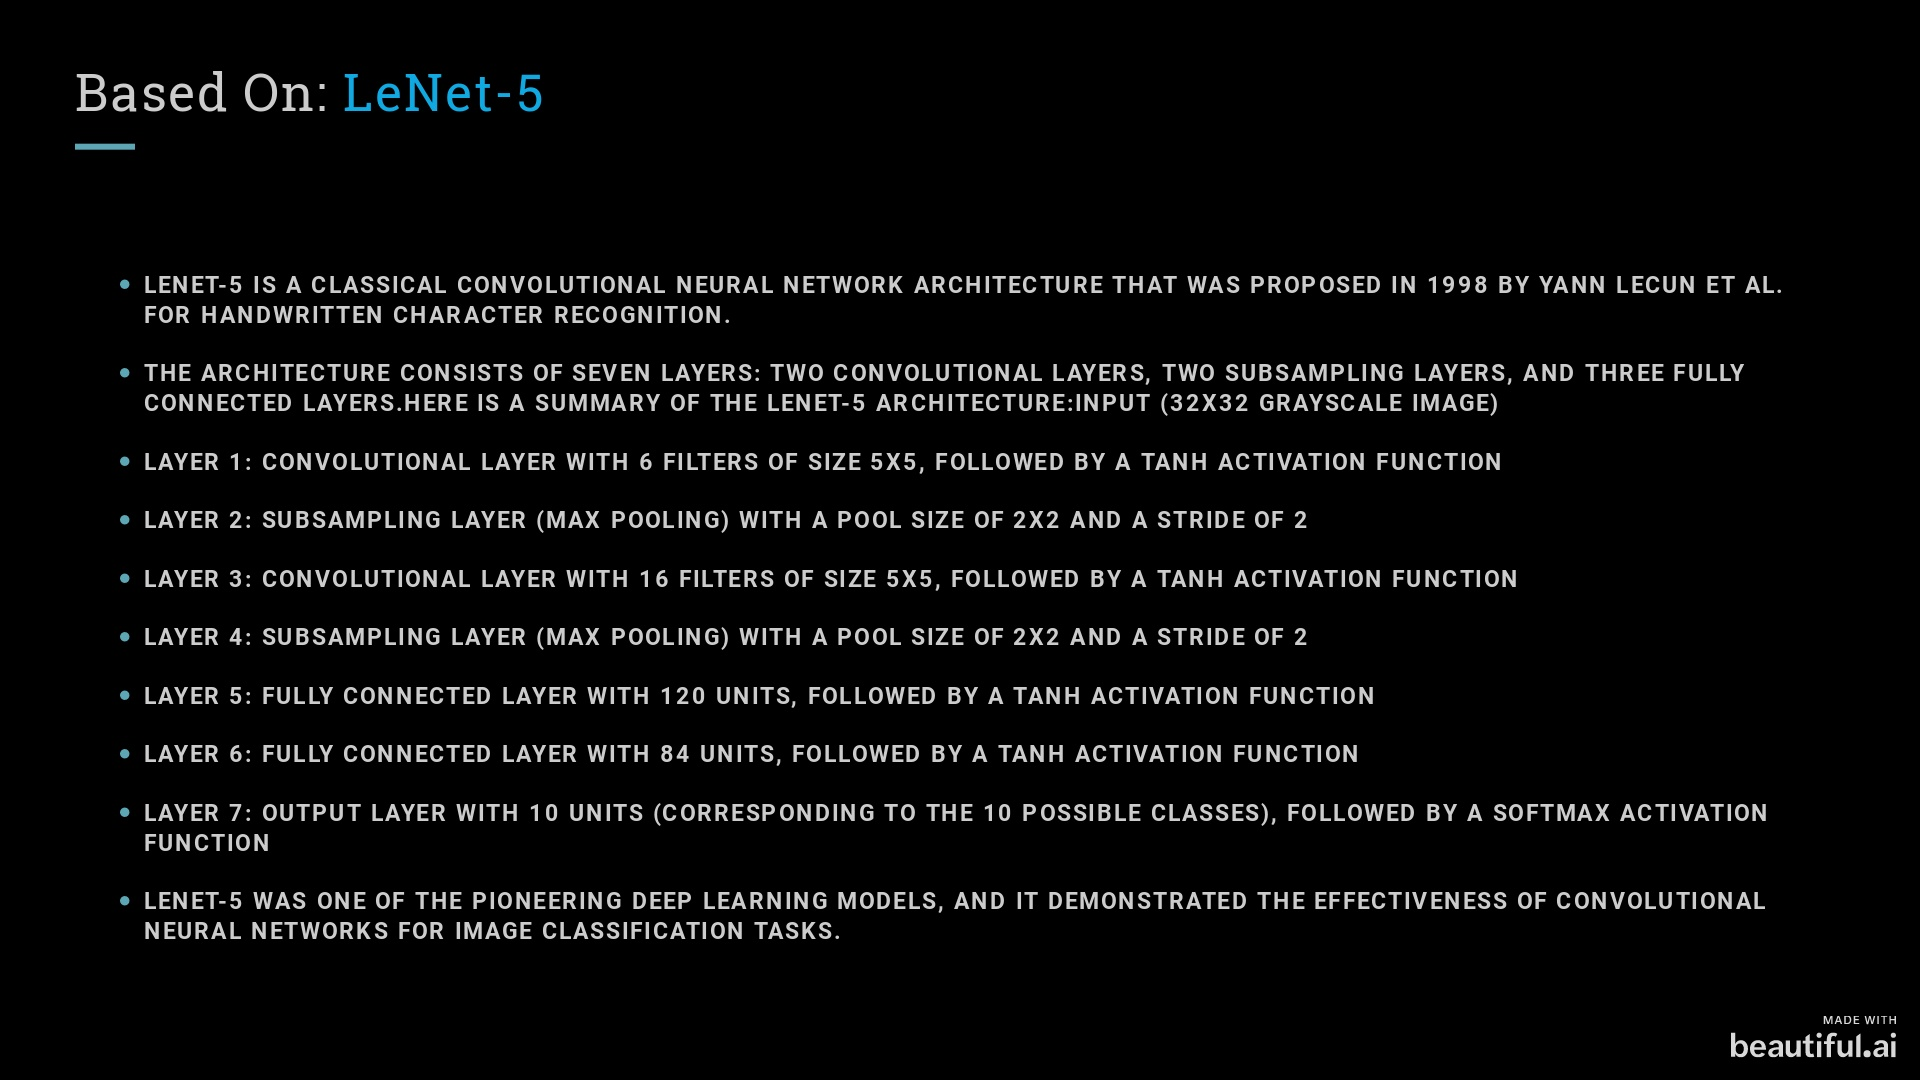 Based On: LeNet-5
LENET-5 IS A CLASSICAL CONVOLUTIONAL NEURAL NETWORK ARCHITECTURE THAT WAS PROPOSED IN 1998 BY YANN LECUN ET AL.
FOR HANDWRITTEN CHARACTER RECOGNITION.
THE ARCHITECTURE CONSISTS OF SEVEN LAYERS: TWO CONVOLUTIONAL LAYERS, TWO SUBSAMPLING LAYERS, AND THREE FULLY
CONNECTED LAYERS.HERE IS A SUMMARY OF THE LENET-5 ARCHITECTURE:INPUT (32X32 GRAYSCALE IMAGE)
LAYER 1: CONVOLUTIONAL LAYER WITH 6 FILTERS OF SIZE 5X5, FOLLOWED BY A TANH ACTIVATION FUNCTION
LAYER 2: SUBSAMPLING LAYER (MAX POOLING) WITH A POOL SIZE OF 2X2 AND A STRIDE OF 2
LAYER 3: CONVOLUTIONAL LAYER WITH 16 FILTERS OF SIZE 5X5, FOLLOWED BY A TANH ACTIVATION FUNCTION
LAYER 4: SUBSAMPLING LAYER (MAX POOLING) WITH A POOL SIZE OF 2X2 AND A STRIDE OF 2
LAYER 5: FULLY CONNECTED LAYER WITH 120 UNITS, FOLLOWED BY A TANH ACTIVATION FUNCTION
LAYER 6: FULLY CONNECTED LAYER WITH 84 UNITS, FOLLOWED BY A TANH ACTIVATION FUNCTION
LAYER 7: OUTPUT LAYER WITH 10 UNITS (CORRESPONDING TO THE 10 POSSIBLE CLASSES), FOLLOWED BY A SOFTMAX ACTIVATION
FUNCTION
LENET-5 WAS ONE OF THE PIONEERING DEEP LEARNING MODELS, AND IT DEMONSTRATED THE EFFECTIVENESS OF CONVOLUTIONAL
NEURAL NETWORKS FOR IMAGE CLASSIFICATION TASKS.
MADE WITH
beautiful.ai